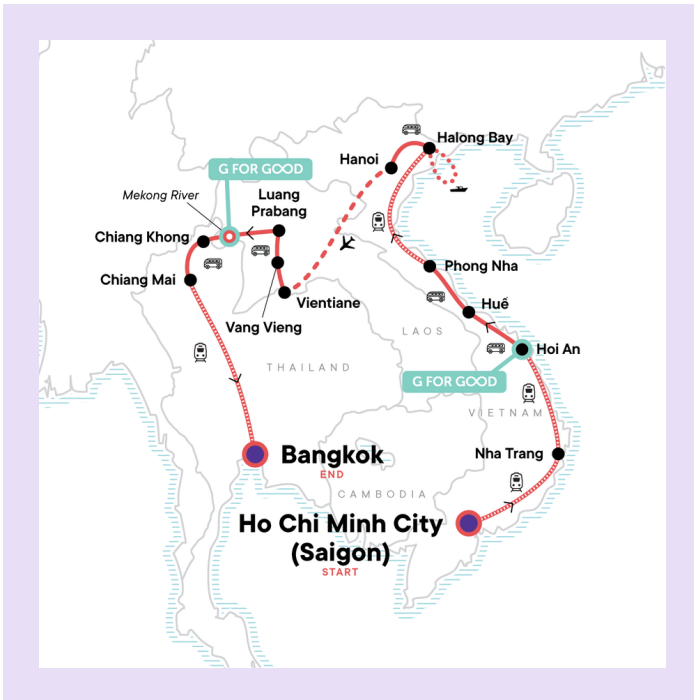 Halong Bay
Hanoi
G FOR GOOD
Mekong River
Luang
Prabang
Chiang Khong
Chiang Mai
Phong Nha
Vientiane
Huế
Vang Vieng
LAOS
Hoi An
THAILAND
G FOR GOOD
VIETNAM
Bangkok
END
Nha Trang
CAMBODIA
Ho Chi Minh City
(Saigon)
START